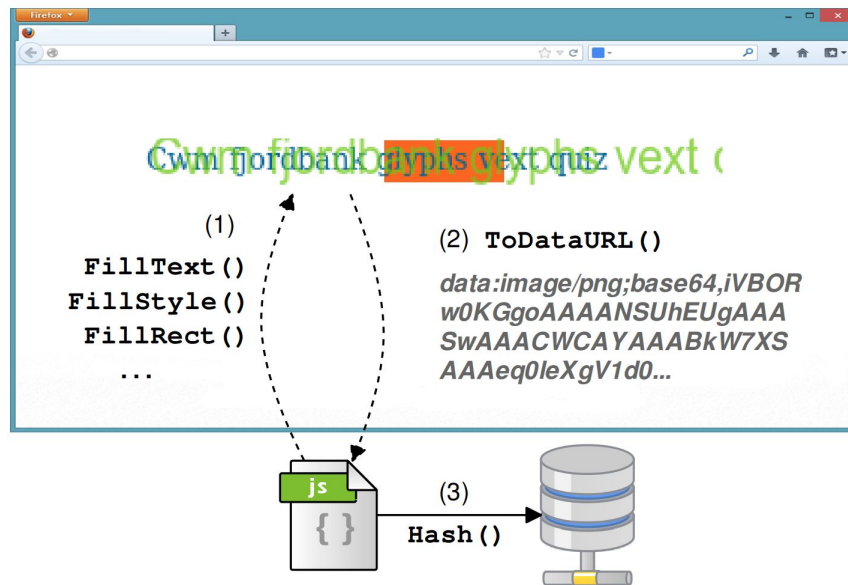 Firefox
Cwm fjordbank glyphs vext quiz
Cwm fjordbank glyphs vext
(1)
FillText()
FillStyle()
FillRect()
...
(2) ToDataURL()
data:image/png;base64,iVBOR
w0KGgoAAAANSUhEUgAAA
SwAAACWCAYAAABkW7XS
AAAeq0leXgV1d0...
js
{ }
(3)
Hash()